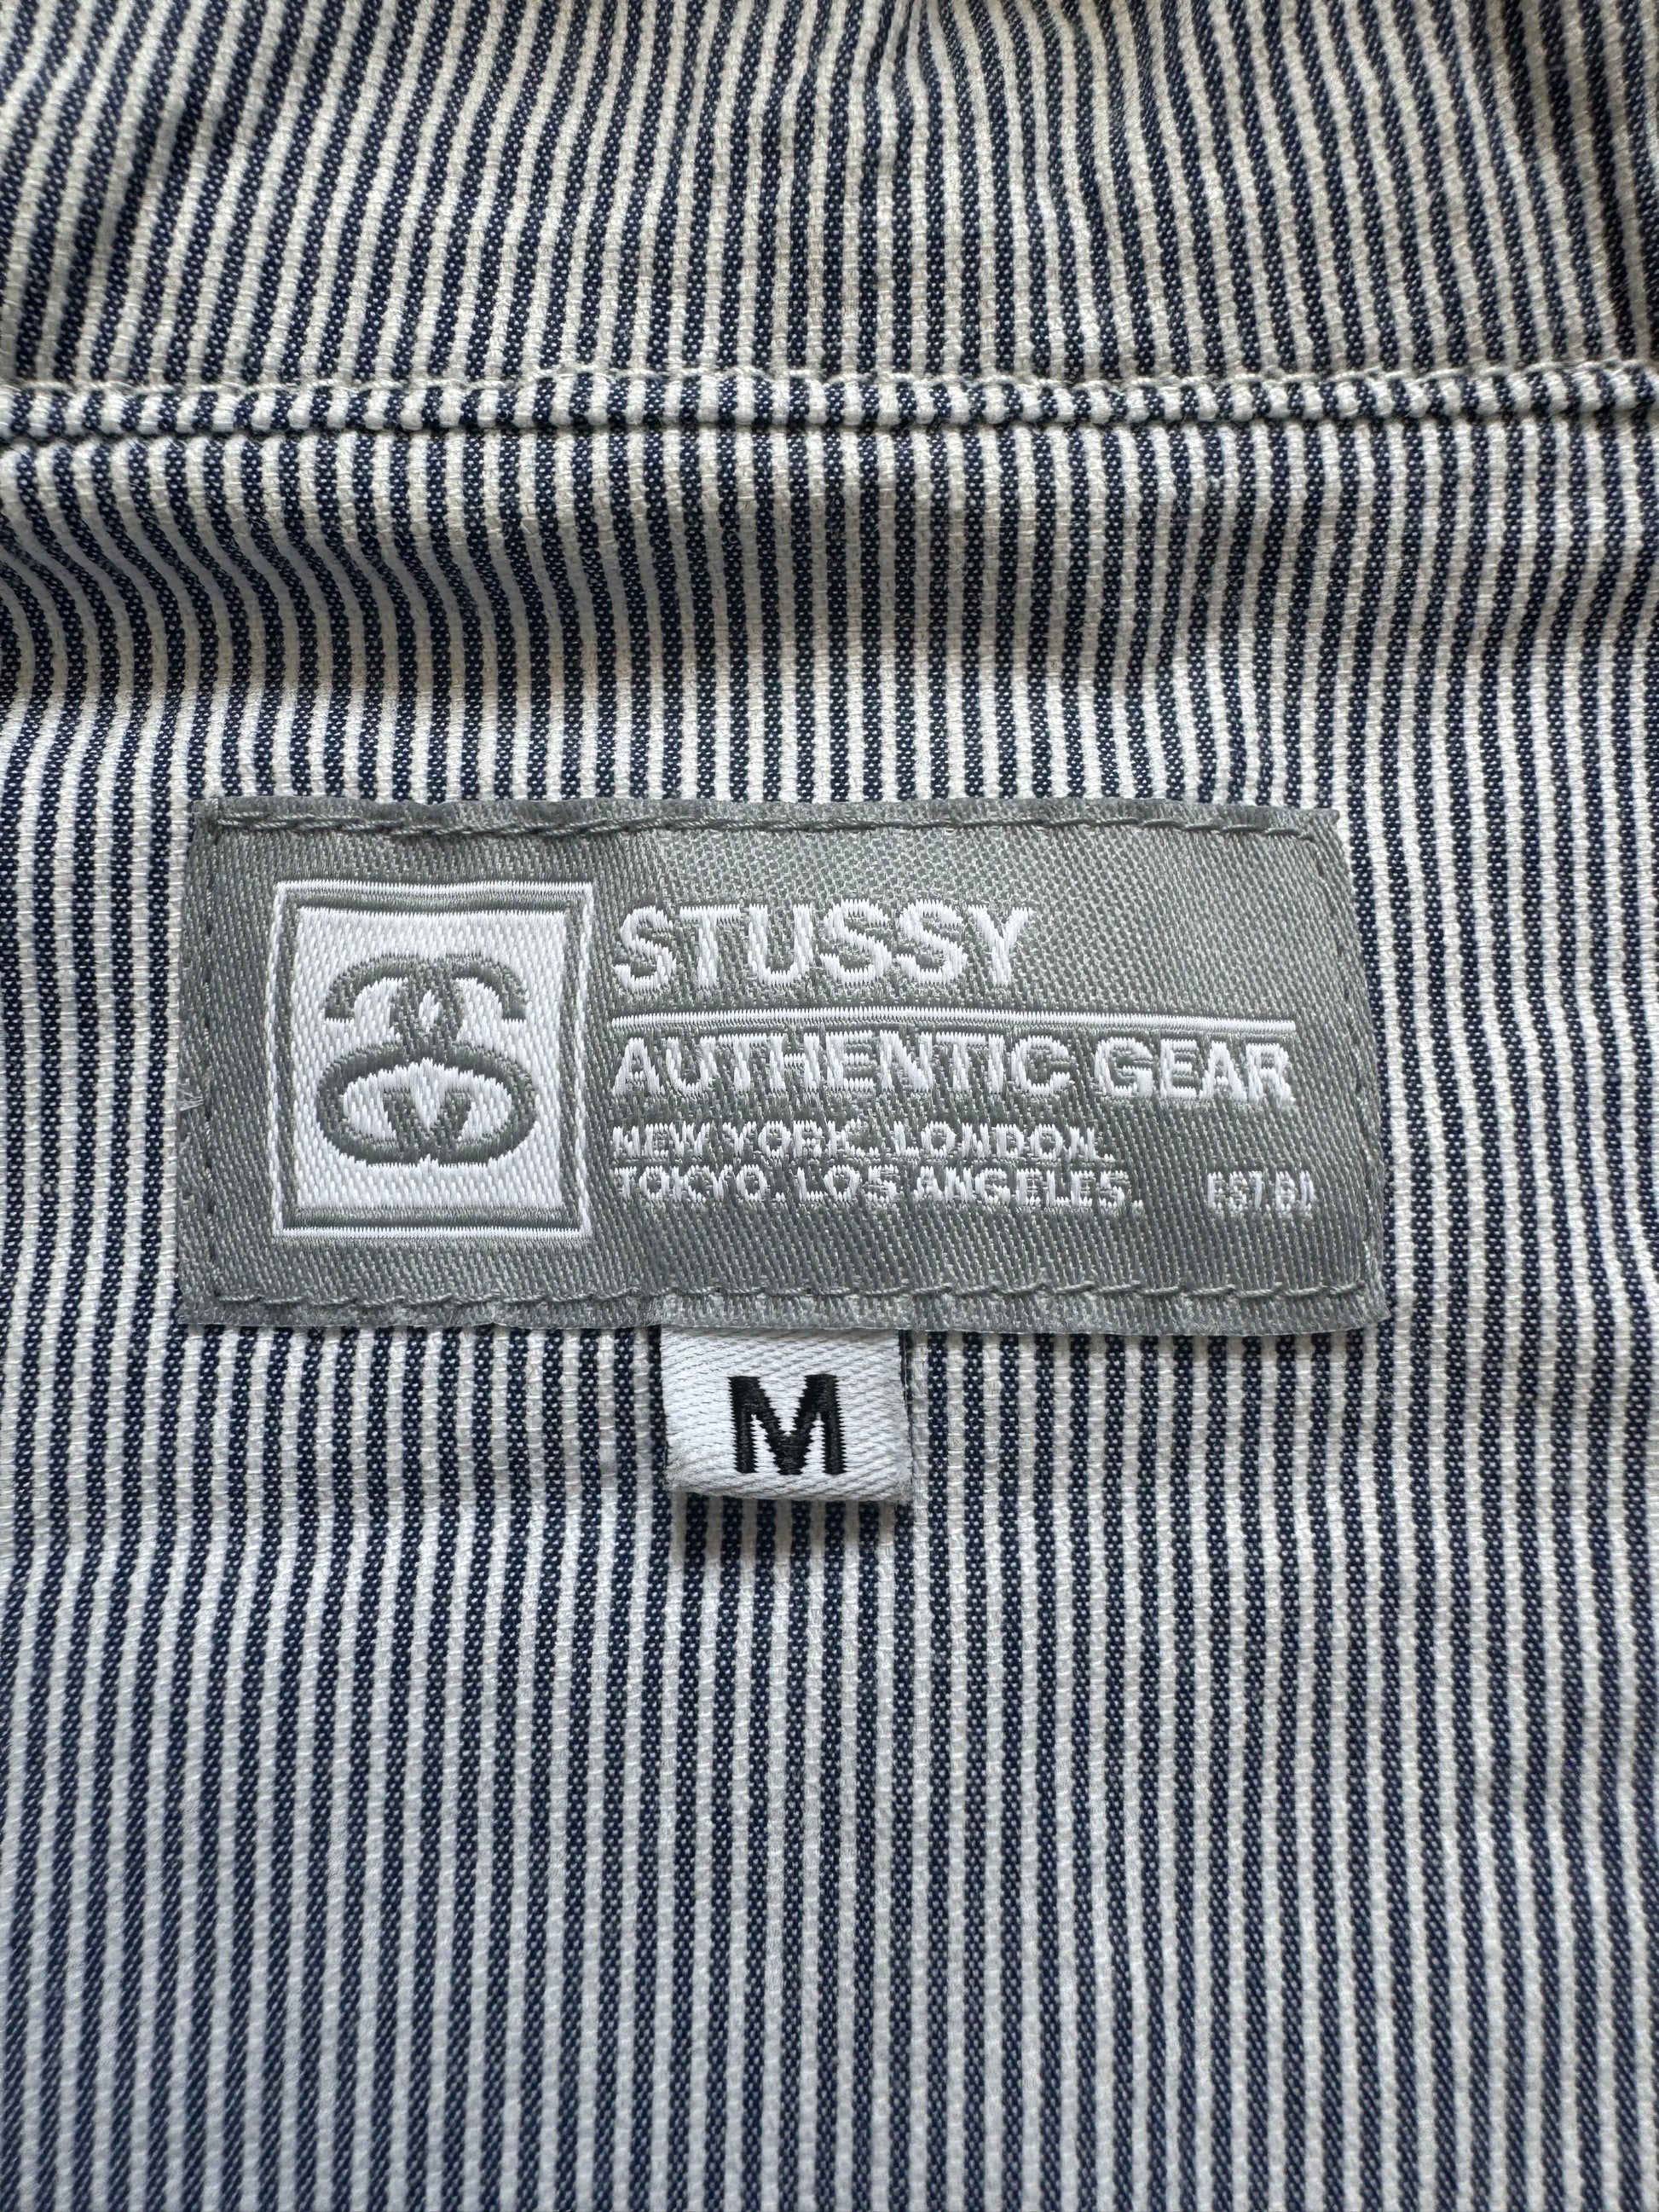 STUSSY
AUTHENTIC GEAR
NEW YORK. LONDON.
TOKYO. LOS ANGELES.
M